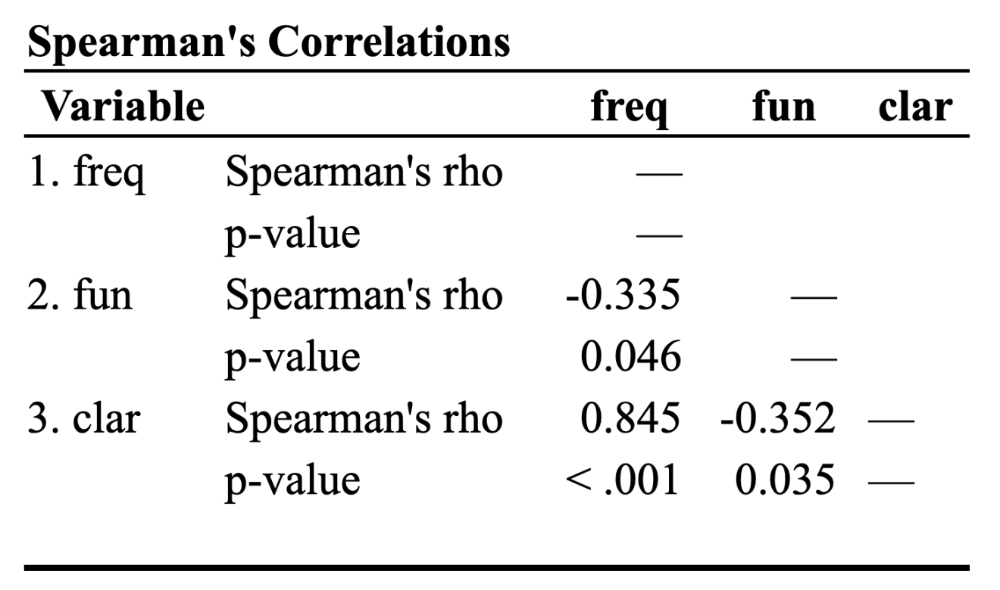 Spearman's Correlations
Variable freq fun clar
1. freq Spearman's rho —
p-value —
2. fun Spearman's rho -0.335 —
p-value 0.046 —
3. clar Spearman's rho 0.845 -0.352 —
p-value < .001 0.035 —